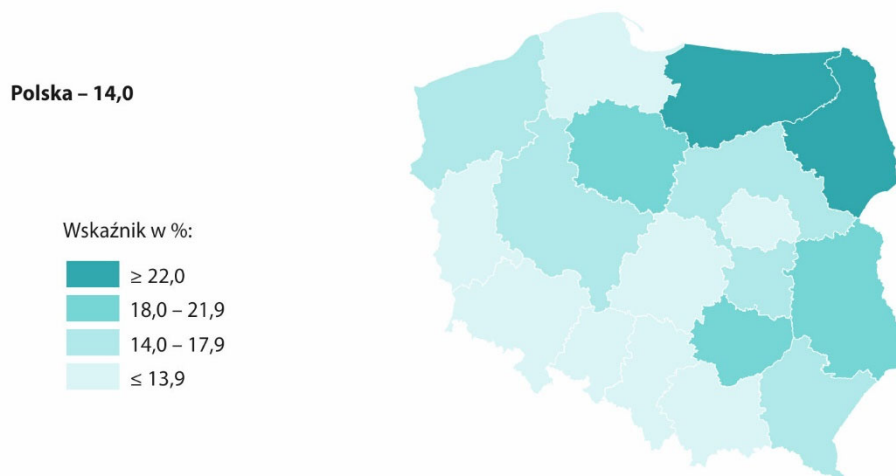 Polska – 14,0
Wskaźnik w %:
≥ 22,0
18,0 – 21,9
14,0 – 17,9
≤ 13,9